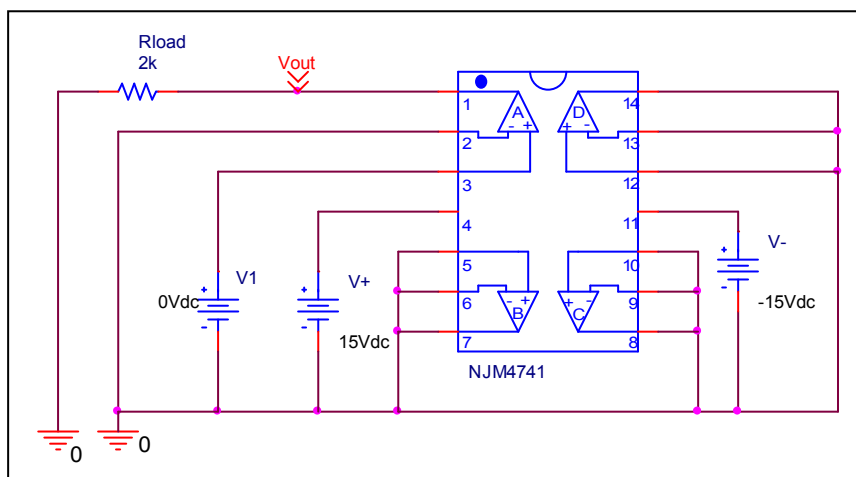 Rload
2k
Vout
1
14
A
D
- +
+ -
2
13
3
12
4
11
5
10
V1
V+
V-
0Vdc
6
9
- +
+ -
B
C
15Vdc
-15Vdc
7
8
NJM4741
+
-
+
-
+
-
0
0